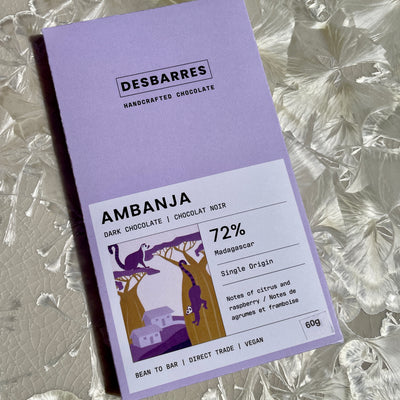 DESBARRES
HANDCRAFTED CHOCOLATE
AMBANJA
DARK CHOCOLATE | CHOCOLAT NOIR
72%
Madagascar
Single Origin
Notes of citrus and
raspberry / Notes de
agrumes et framboise
60g
BEAN TO BAR | DIRECT TRADE | VEGAN